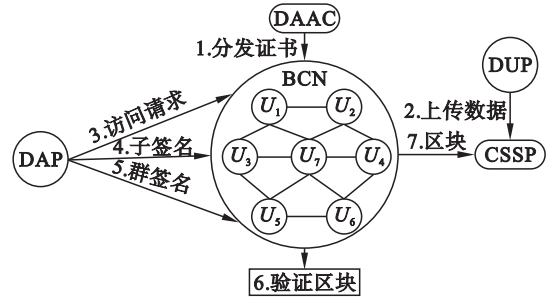 DAAC
1.分发证书
BCN
DUP
U1
U2
2.上传数据
3.访问请求
4.子签名
7.区块
DAP
U3
U7
U4
CSSP
5.群签名
U5
U6
6.验证区块